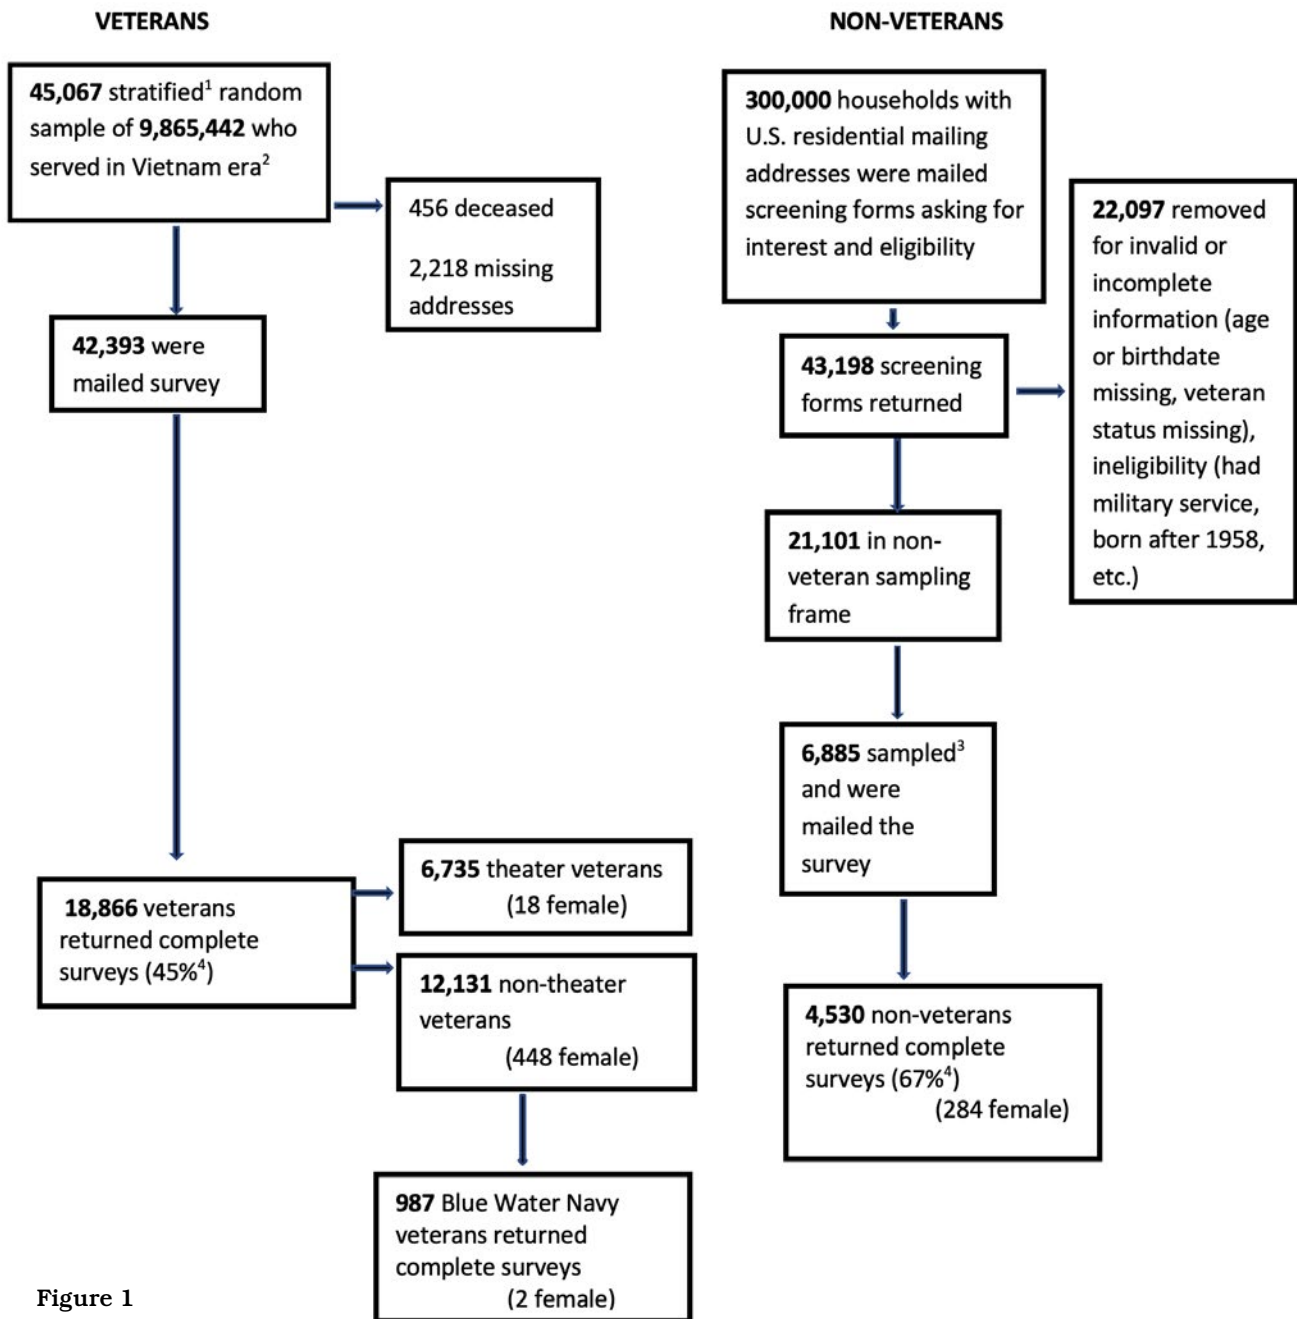 VETERANS
45,067 stratified¹ random
sample of 9,865,442 who
served in Vietnam era²
456 deceased
2,218 missing
addresses
42,393 were
mailed survey
18,866 veterans
returned complete
surveys (45%⁴)
6,735 theater veterans
(18 female)
12,131 non-theater
veterans
(448 female)
987 Blue Water Navy
veterans returned
complete surveys
(2 female)
NON-VETERANS
300,000 households with
U.S. residential mailing
addresses were mailed
screening forms asking for
interest and eligibility
22,097 removed
for invalid or
incomplete
information (age
or birthdate
missing, veteran
status missing),
ineligibility (had
military service,
born after 1958,
etc.)
43,198 screening
forms returned
21,101 in non-
veteran sampling
frame
6,885 sampled³
and were
mailed the
survey
4,530 non-veterans
returned complete
surveys (67%⁴)
(284 female)
Figure 1